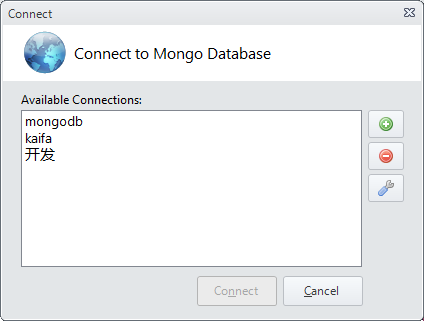 Connect
Connect to Mongo Database
Available Connections:
mongodb
kaifa
开发
Connect
Cancel